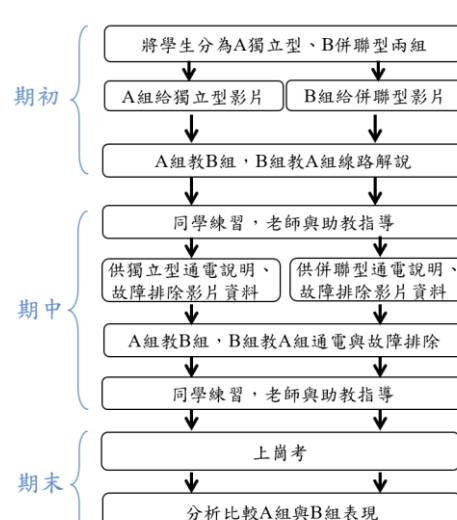 將學生分為A獨立型、B併聯型兩組
期初
A組給獨立型影片
B組給併聯型影片
A組教B組，B組教A組線路解說
同學練習，老師與助教指導
期中
供獨立型通電說明、
故障排除影片資料
供併聯型通電說明、
故障排除影片資料
A組教B組，B組教A組通電與故障排除
同學練習，老師與助教指導
期末
上崗考
分析比較A組與B組表現